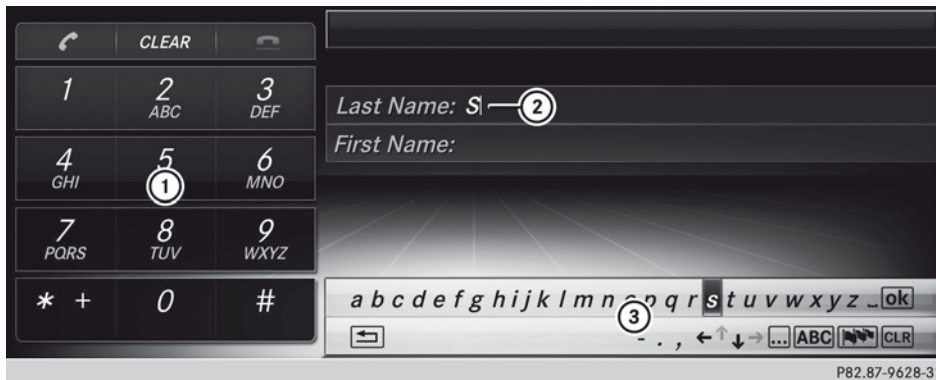 CLEAR
1 2 3
ABC DEF
4 5 6
GHI MNO
7 8 9
PQRS TUV WXYZ
* + 0 #
Last Name: S 2
First Name:
1
a b c d e f g h i j k l m n o p q r s t u v w x y z _ ok
3
- . , ← ↑ ↓ → ... ABC CLR
P82.87-9628-31